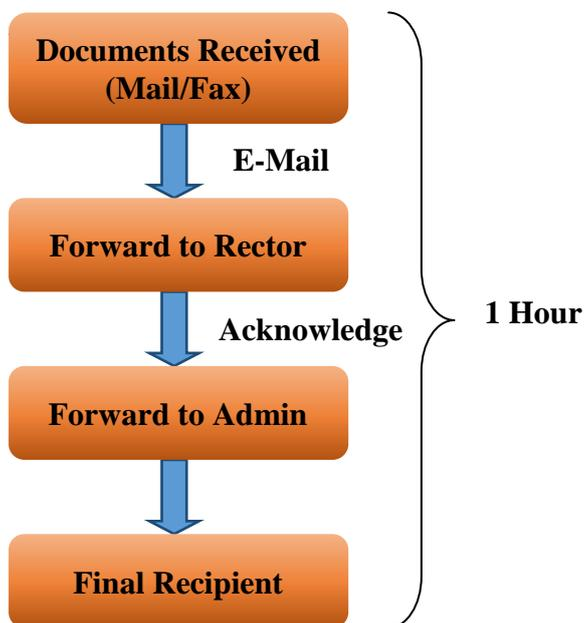 Documents Received
(Mail/Fax)
E-Mail
Forward to Rector
Acknowledge
1 Hour
Forward to Admin
Final Recipient